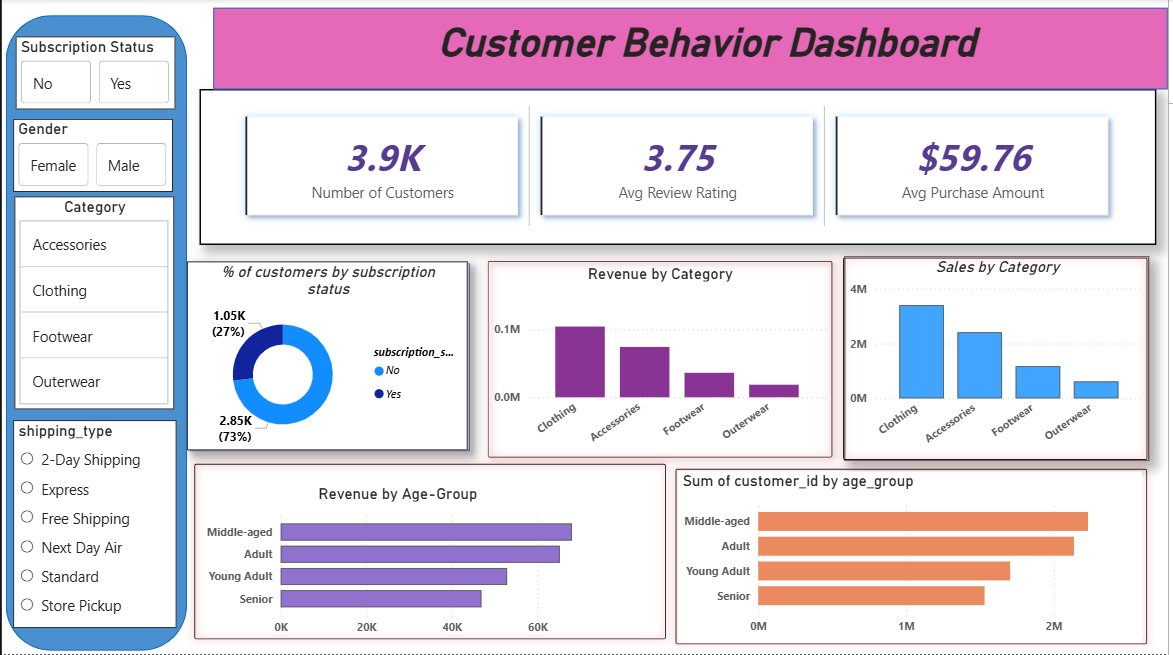 Customer Behavior Dashboard
Subscription Status
No
Yes
Gender
Female
Male
Category
Accessories
Clothing
Footwear
Outerwear
shipping_type
2-Day Shipping
Express
Free Shipping
Next Day Air
Standard
Store Pickup
3.9K
Number of Customers
3.75
Avg Review Rating
$59.76
Avg Purchase Amount
% of customers by subscription
status
1.05K
(27%)
2.85K
(73%)
subscription_s...
No
Yes
Revenue by Category
0.1M
0.0M
Clothing
Accessories
Footwear
Outerwear
Sales by Category
4M
2M
0M
Clothing
Accessories
Footwear
Outerwear
Revenue by Age-Group
Middle-aged
Adult
Young Adult
Senior
0K
20K
40K
60K
Sum of customer_id by age_group
Middle-aged
Adult
Young Adult
Senior
0M
1M
2M